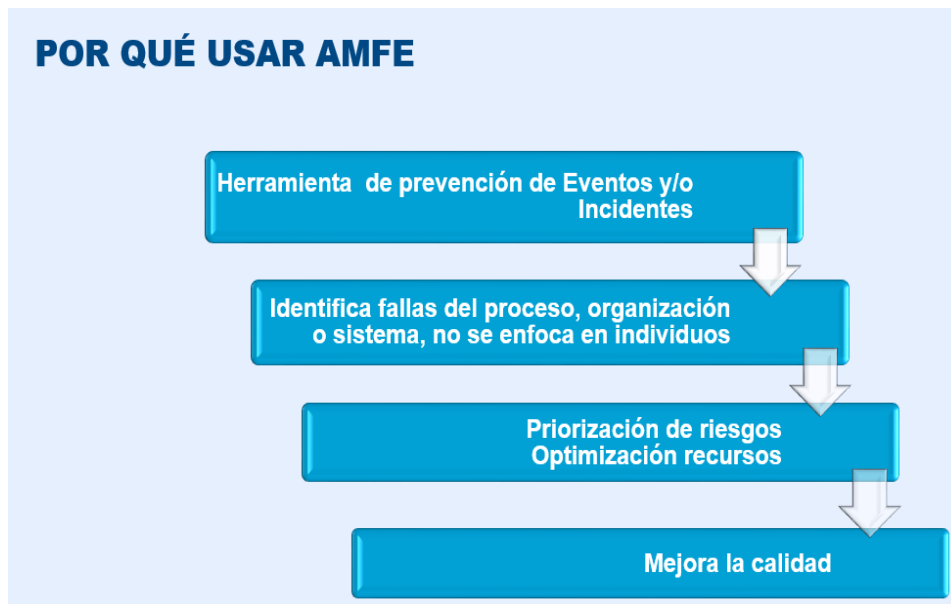 POR QUÉ USAR AMFE
Herramienta de prevención de Eventos y/o
Incidentes
Identifica fallas del proceso, organización
o sistema, no se enfoca en individuos
Priorización de riesgos
Optimización recursos
Mejora la calidad